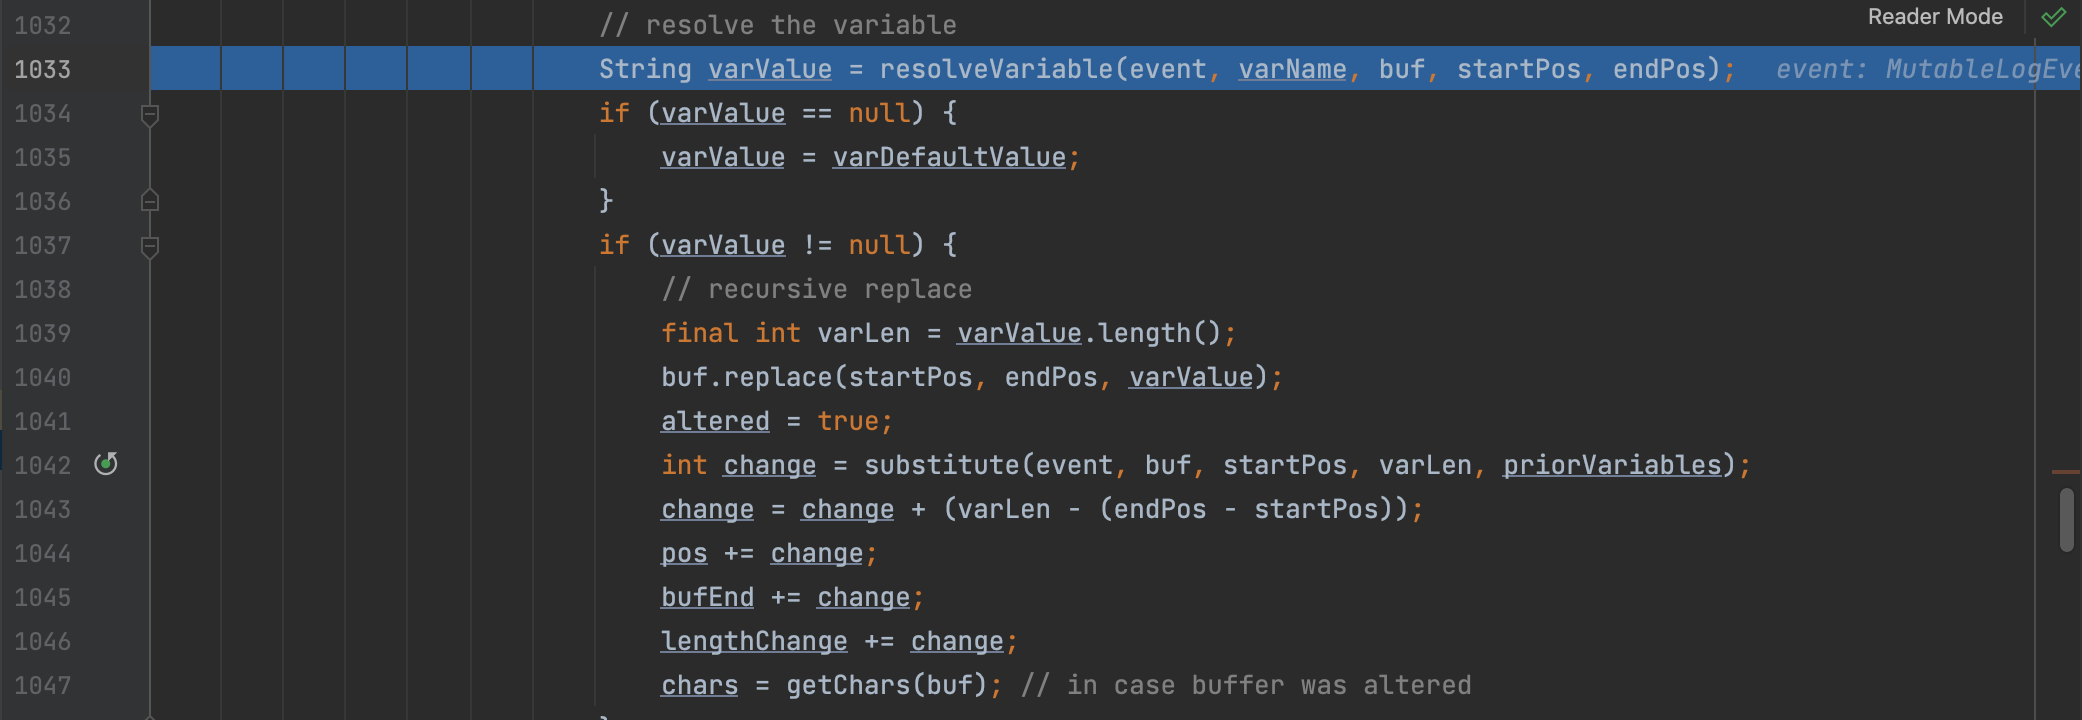 Reader Mode
1032 // resolve the variable
1033 String varValue = resolveVariable(event, varName, buf, startPos, endPos); event: MutableLogEve
1034 if (varValue == null) {
1035 varValue = varDefaultValue;
1036 }
1037 if (varValue != null) {
1038 // recursive replace
1039 final int varLen = varValue.length();
1040 buf.replace(startPos, endPos, varValue);
1041 altered = true;
1042 int change = substitute(event, buf, startPos, varLen, priorVariables);
1043 change = change + (varLen - (endPos - startPos));
1044 pos += change;
1045 bufEnd += change;
1046 lengthChange += change;
1047 chars = getChars(buf); // in case buffer was altered